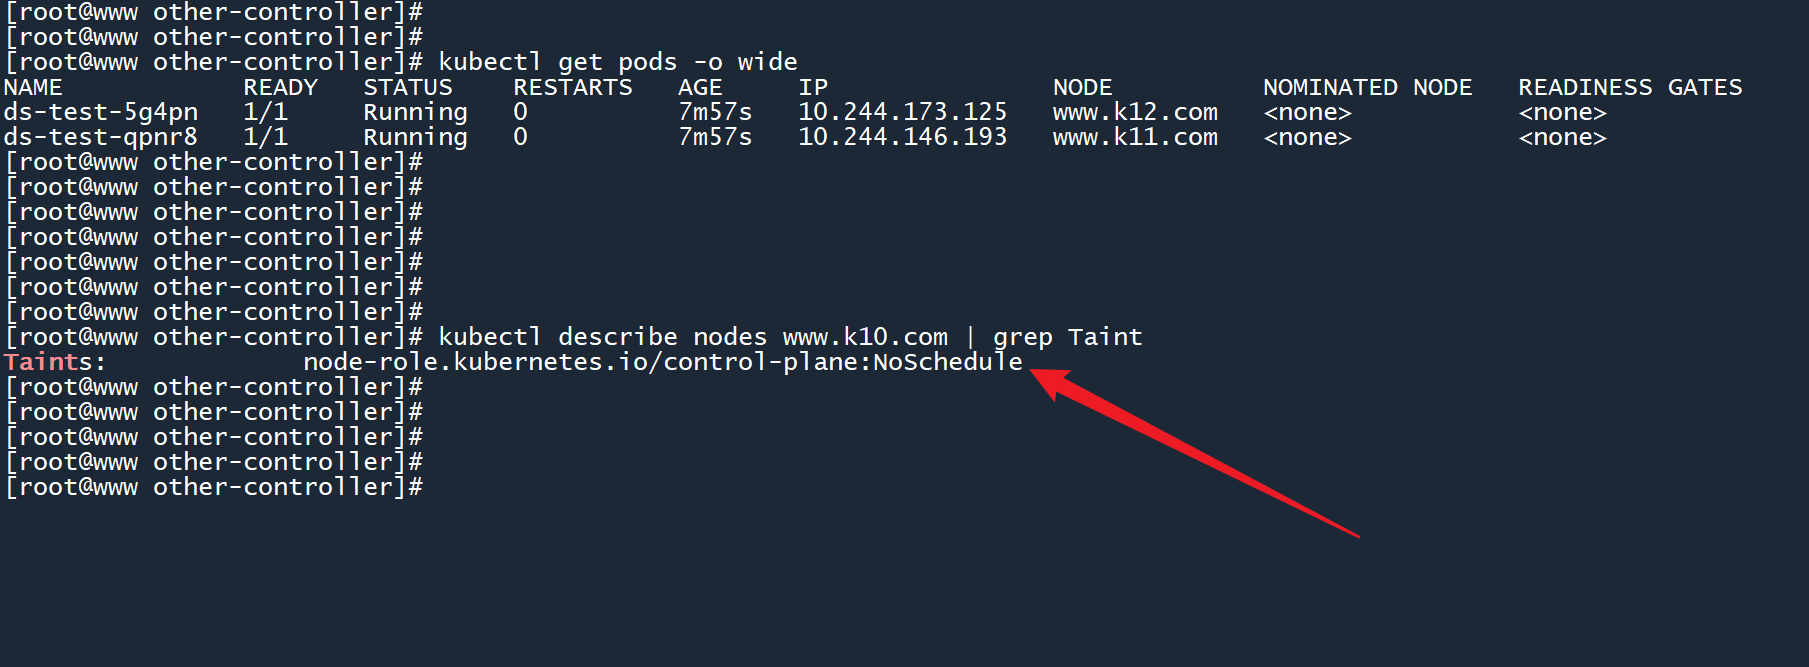 [root@www other-controller]#
[root@www other-controller]#
[root@www other-controller]# kubectl get pods -o wide
NAME            READY   STATUS    RESTARTS   AGE     IP               NODE          NOMINATED NODE   READINESS GATES
ds-test-5g4pn   1/1     Running   0          7m57s   10.244.173.125   www.k12.com   <none>           <none>
ds-test-qpnr8   1/1     Running   0          7m57s   10.244.146.193   www.k11.com   <none>           <none>
[root@www other-controller]#
[root@www other-controller]#
[root@www other-controller]#
[root@www other-controller]#
[root@www other-controller]#
[root@www other-controller]#
[root@www other-controller]#
[root@www other-controller]# kubectl describe nodes www.k10.com | grep Taint
Taints:             node-role.kubernetes.io/control-plane:NoSchedule
[root@www other-controller]#
[root@www other-controller]#
[root@www other-controller]#
[root@www other-controller]#
[root@www other-controller]#